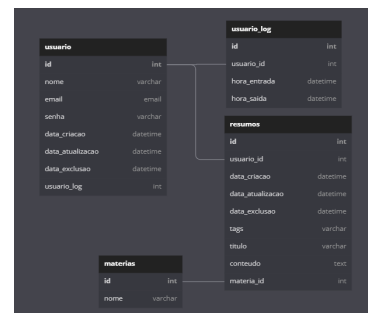 usuario
id int
nome varchar
email email
senha varchar
data_criacao datetime
data_atualizacao datetime
data_exclusao datetime
usuario_log int
usuario_log
id int
usuario_id int
hora_entrada datetime
hora_saida datetime
resumos
id int
usuario_id int
data_criacao datetime
data_atualizacao datetime
data_exclusao datetime
tags varchar
titulo varchar
conteudo text
materia_id int
materias
id int
nome varchar